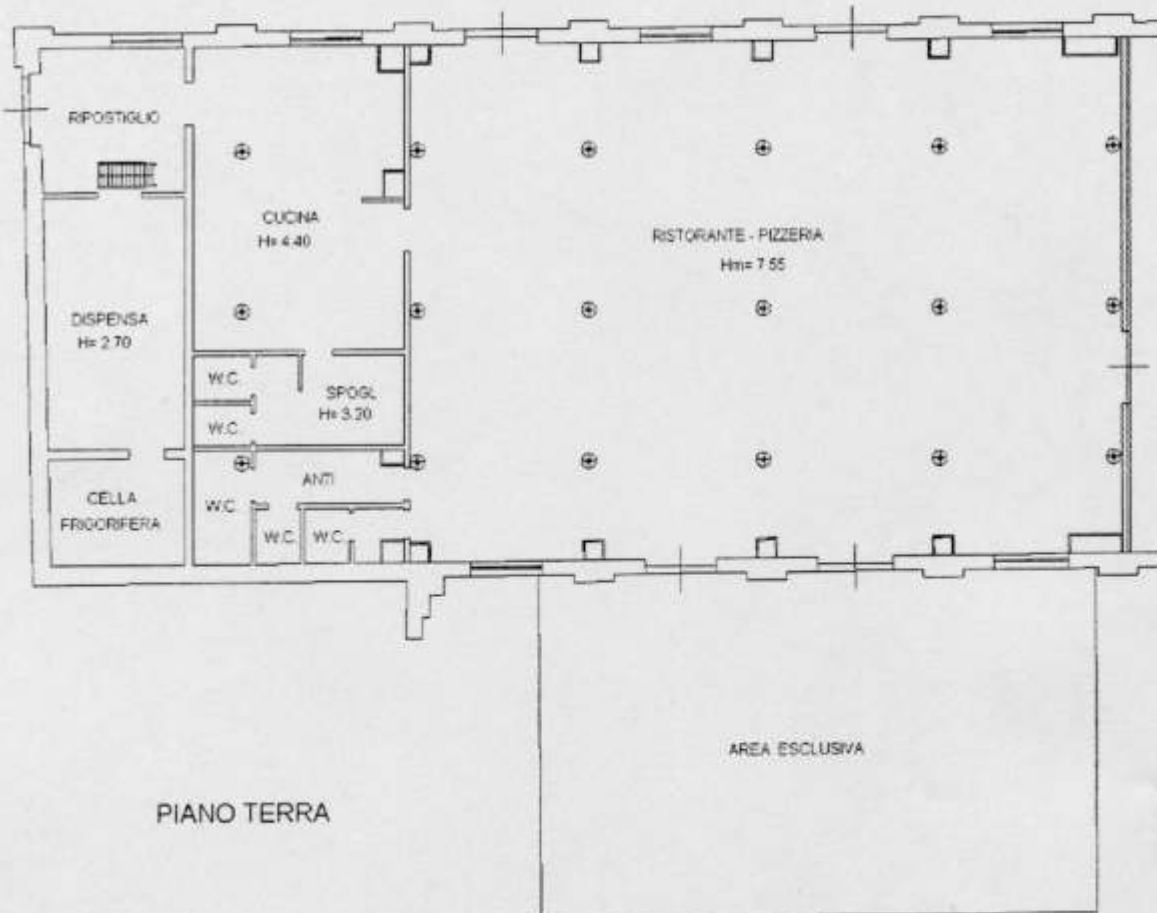 RIPOSTIGLIO
CUCINA
H= 4.40
RISTORANTE - PIZZERIA
Hm= 7.55
DISPENSA
H= 2.70
W.C.
SPOGL.
H= 3.20
W.C.
ANTI
CELLA
FRIGORIFERA
W.C.
W.C.
W.C.
AREA ESCLUSIVA
PIANO TERRA